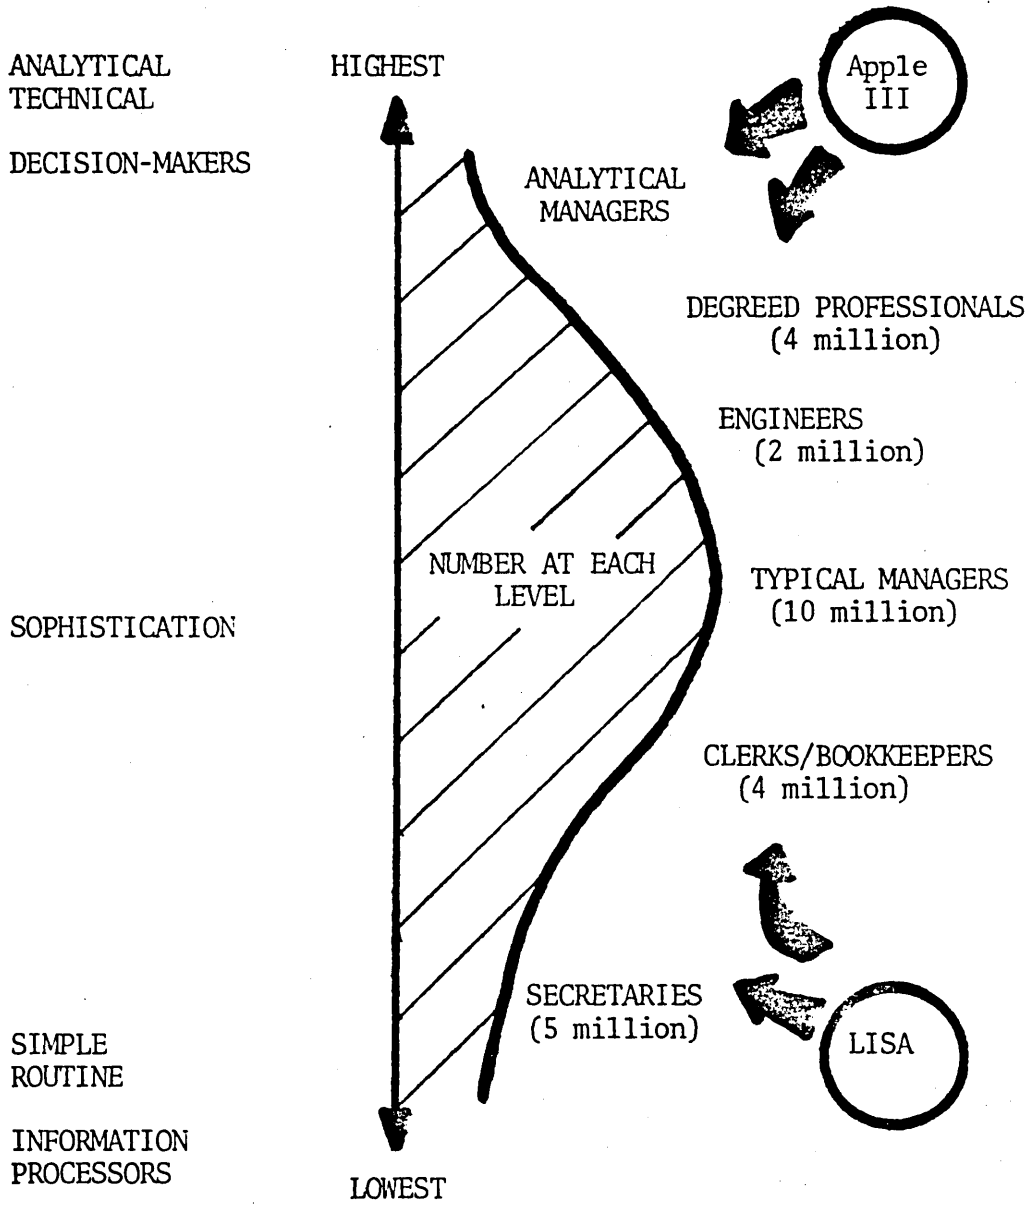 ANALYTICAL
TECHNICAL
DECISION-MAKERS
HIGHEST
Apple
III
ANALYTICAL
MANAGERS
DEGREED PROFESSIONALS
(4 million)
ENGINEERS
(2 million)
NUMBER AT EACH
LEVEL
TYPICAL MANAGERS
(10 million)
SOPHISTICATION
CLERKS/BOOKKEEPERS
(4 million)
SECRETARIES
(5 million)
LISA
SIMPLE
ROUTINE
INFORMATION
PROCESSORS
LOWEST